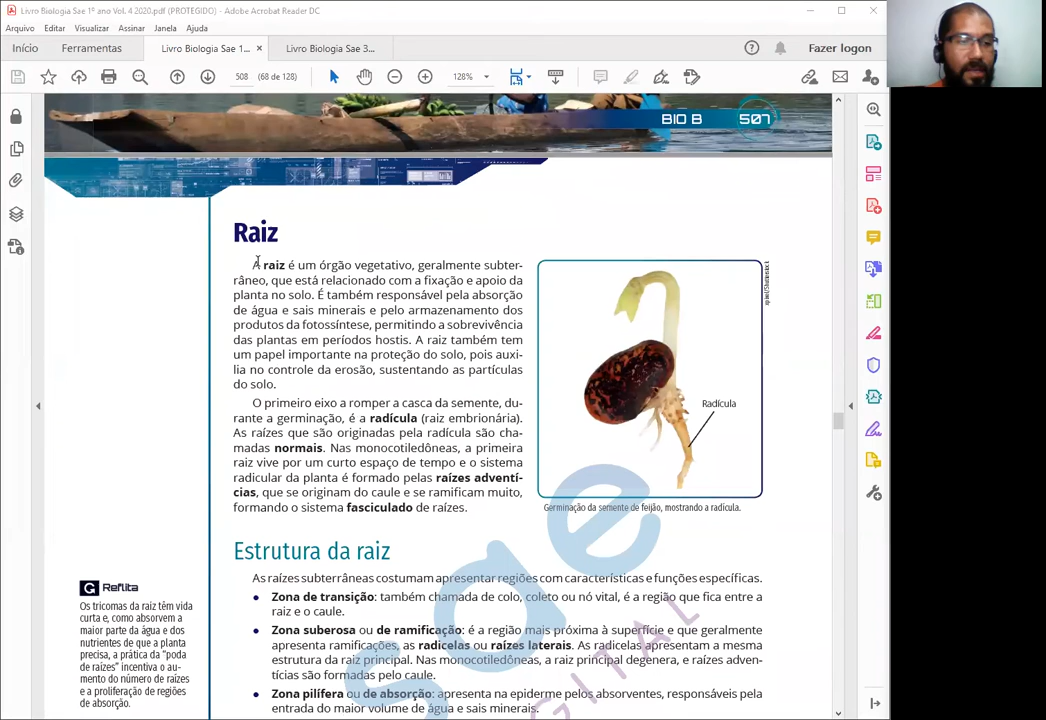 Livro Biologia Sae 1º ano Vol. 4 2020.pdf (PROTEGIDO) - Adobe Acrobat Reader DC
Arquivo Editar Visualizar Assinar Janela Ajuda
Início Ferramentas Livro Biologia Sae 1... × Livro Biologia Sae 3... Fazer logon
508 (68 de 128) 128%
BIO B 507
Raiz
A raiz é um órgão vegetativo, geralmente subter-
râneo, que está relacionado com a fixação e apoio da
planta no solo. É também responsável pela absorção
de água e sais minerais e pelo armazenamento dos
produtos da fotossíntese, permitindo a sobrevivência
das plantas em períodos hostis. A raiz também tem
um papel importante na proteção do solo, pois auxi-
lia no controle da erosão, sustentando as partículas
do solo.
O primeiro eixo a romper a casca da semente, du-
rante a germinação, é a radícula (raiz embrionária).
As raízes que são originadas pela radícula são cha-
madas normais. Nas monocotiledôneas, a primeira
raiz vive por um curto espaço de tempo e o sistema
radicular da planta é formado pelas raízes adventí-
cias, que se originam do caule e se ramificam muito,
formando o sistema fasciculado de raízes.
Radícula
Germinação da semente de feijão, mostrando a radícula.
Estrutura da raiz
As raízes subterrâneas costumam apresentar regiões com características e funções específicas.
• Zona de transição: também chamada de colo, coleto ou nó vital, é a região que fica entre a
raiz e o caule.
• Zona suberosa ou de ramificação: é a região mais próxima à superfície e que geralmente
apresenta ramificações, as radicelas ou raízes laterais. As radicelas apresentam a mesma
estrutura da raiz principal. Nas monocotiledôneas, a raiz principal degenera, e raízes adven-
tícias são formadas pelo caule.
• Zona pilífera ou de absorção: apresenta na epiderme pelos absorventes, responsáveis pela
entrada do maior volume de água e sais minerais.
Reflita
Os tricomas da raiz têm vida
curta e, como absorvem a
maior parte da água e dos
nutrientes de que a planta
precisa, a prática da "poda
de raízes" incentiva o au-
mento do número de raízes
e a proliferação de regiões
de absorção.
sae
DIGITAL